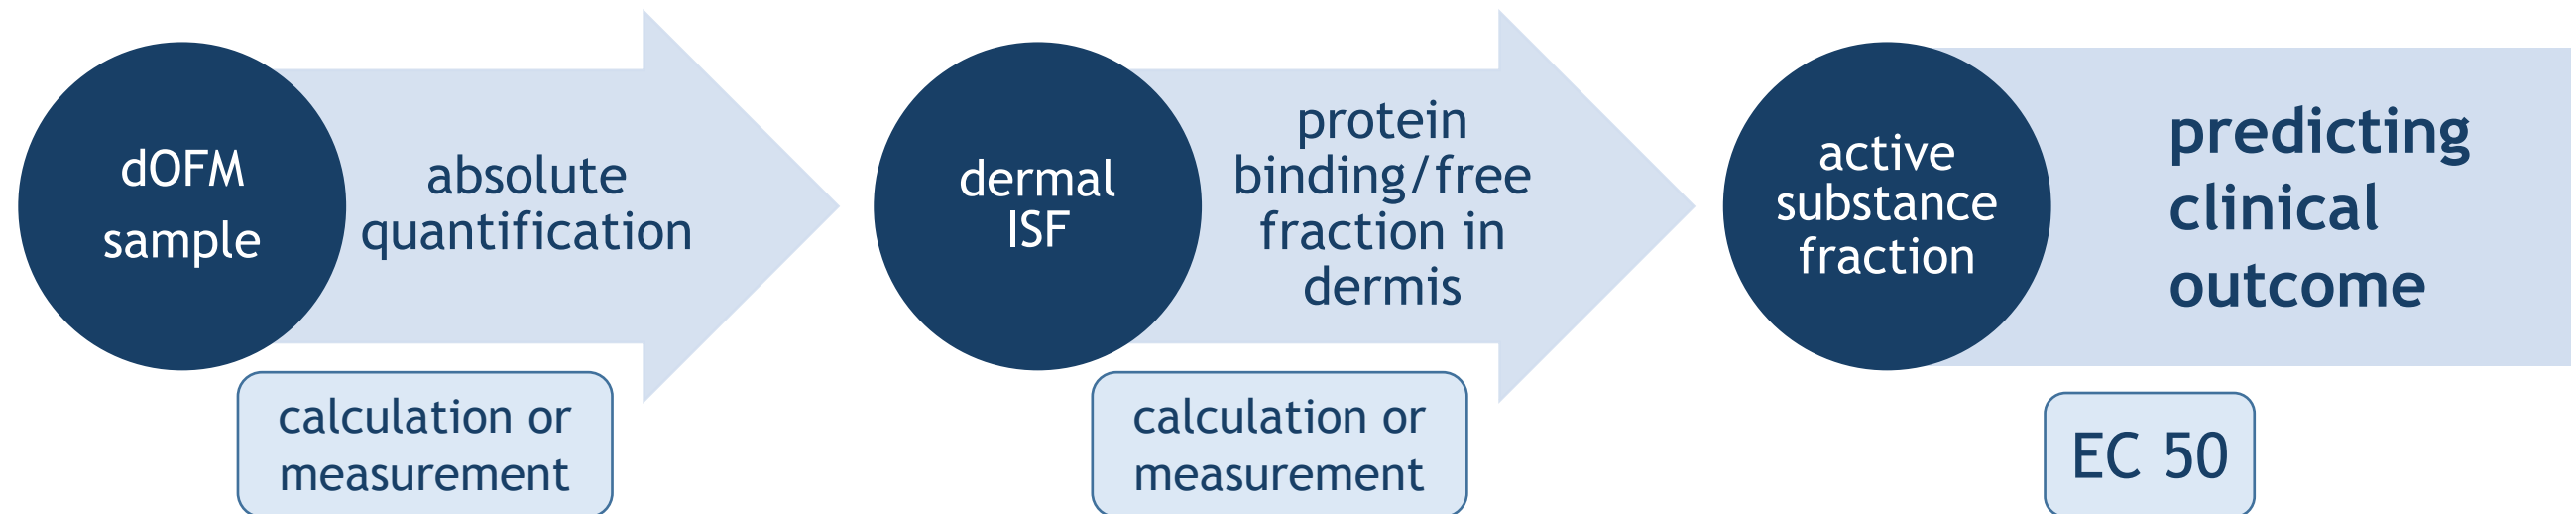 dOFM
sample
absolute
quantification
calculation or
measurement
dermal
ISF
protein
binding/free
fraction in
dermis
calculation or
measurement
active
substance
fraction
predicting
clinical
outcome
EC 50